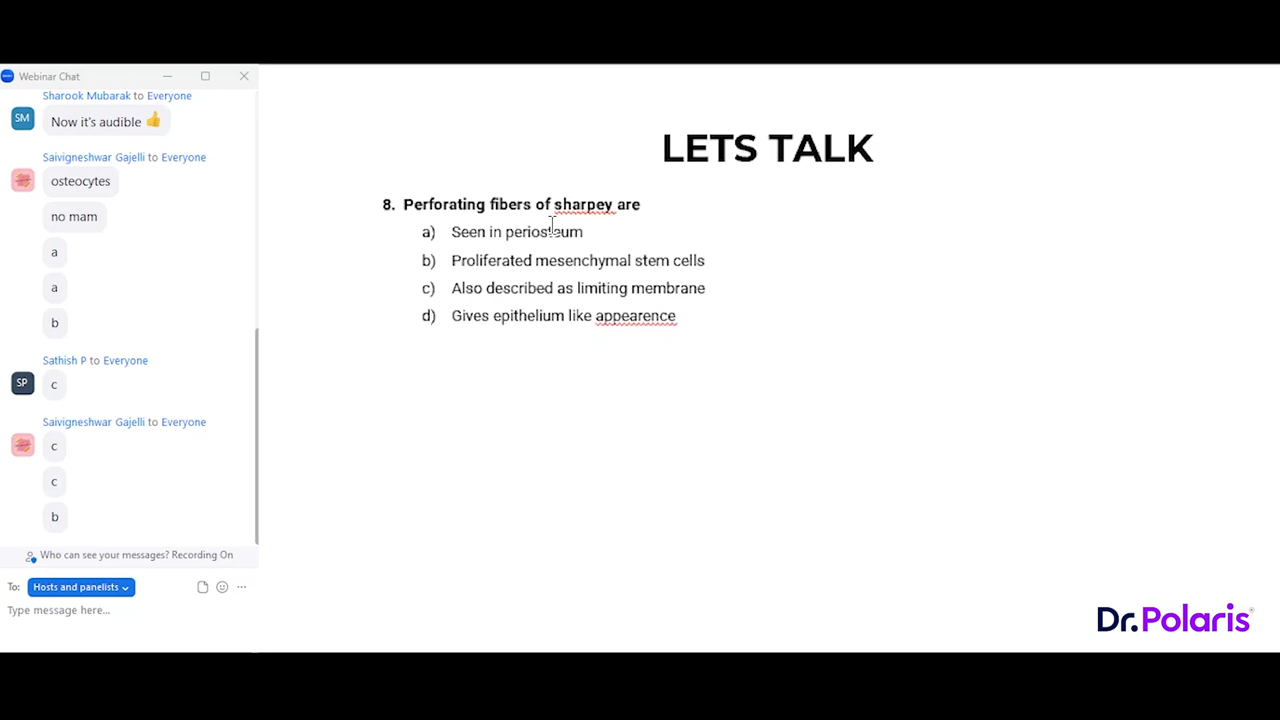 Webinar Chat
Sharook Mubarak to Everyone
SM
Now it's audible 👍
Saivigneshwar Gajelli to Everyone
osteocytes
no mam
a
a
b
Sathish P to Everyone
SP
c
Saivigneshwar Gajelli to Everyone
c
c
b
Who can see your messages? Recording On
To: Hosts and panelists
Type message here...
LETS TALK
8. Perforating fibers of sharpey are
a) Seen in periosteum
b) Proliferated mesenchymal stem cells
c) Also described as limiting membrane
d) Gives epithelium like appearence
Dr.Polaris